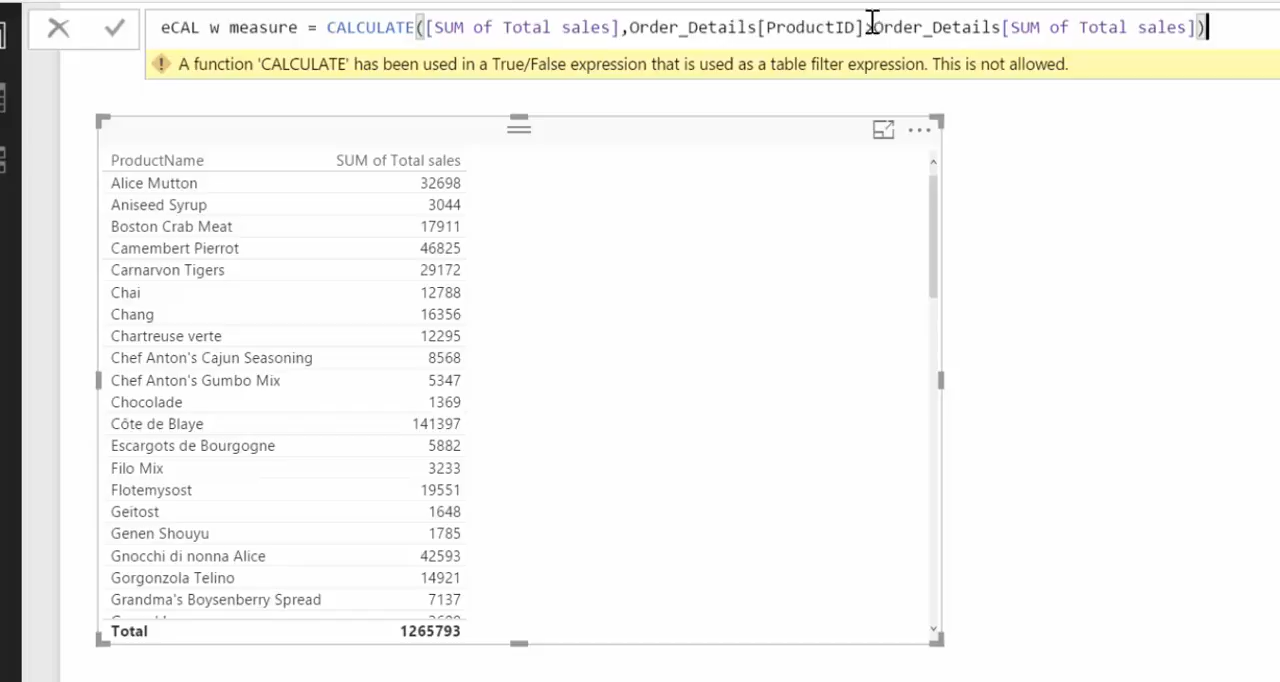 eCAL w measure = CALCULATE([SUM of Total sales],Order_Details[ProductID]>Order_Details[SUM of Total sales])
A function 'CALCULATE' has been used in a True/False expression that is used as a table filter expression. This is not allowed.
ProductName SUM of Total sales
Alice Mutton 32698
Aniseed Syrup 3044
Boston Crab Meat 17911
Camembert Pierrot 46825
Carnarvon Tigers 29172
Chai 12788
Chang 16356
Chartreuse verte 12295
Chef Anton's Cajun Seasoning 8568
Chef Anton's Gumbo Mix 5347
Chocolade 1369
Côte de Blaye 141397
Escargots de Bourgogne 5882
Filo Mix 3233
Flotemysost 19551
Geitost 1648
Genen Shouyu 1785
Gnocchi di nonna Alice 42593
Gorgonzola Telino 14921
Grandma's Boysenberry Spread 7137
Total 1265793